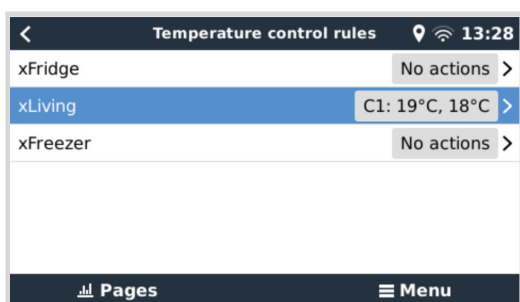 Temperature control rules 13:28
xFridge No actions
xLiving C1: 19°C, 18°C
xFreezer No actions
Pages Menu